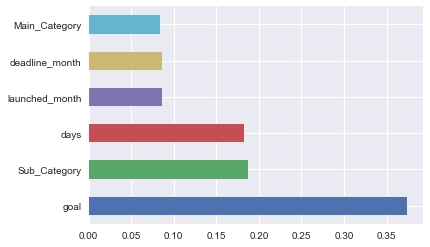 Main_Category
deadline_month
launched_month
days
Sub_Category
goal
0.00 0.05 0.10 0.15 0.20 0.25 0.30 0.35